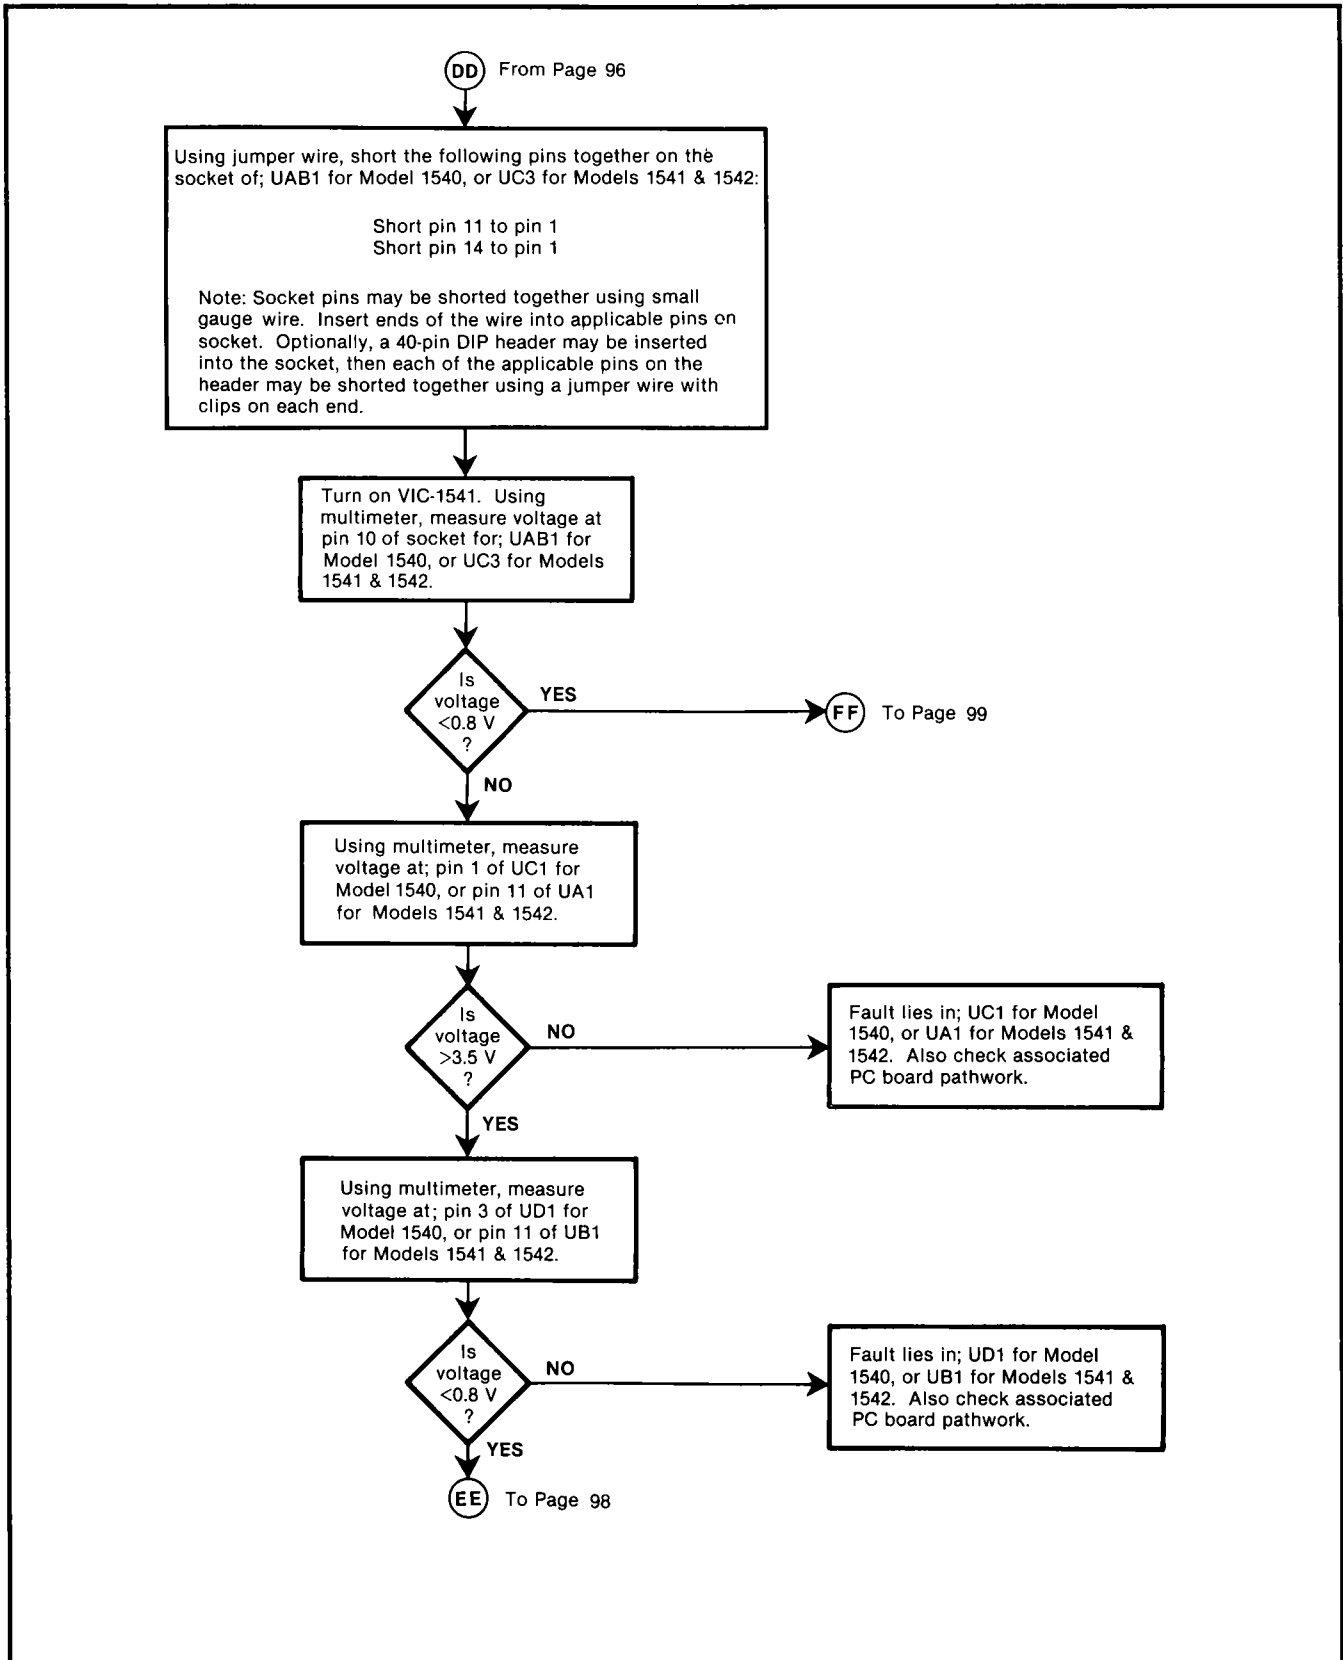 DD From Page 96
Using jumper wire, short the following pins together on the
socket of; UAB1 for Model 1540, or UC3 for Models 1541 & 1542:
Short pin 11 to pin 1
Short pin 14 to pin 1
Note: Socket pins may be shorted together using small
gauge wire. Insert ends of the wire into applicable pins on
socket. Optionally, a 40-pin DIP header may be inserted
into the socket, then each of the applicable pins on the
header may be shorted together using a jumper wire with
clips on each end.
Turn on VIC-1541. Using
multimeter, measure voltage at
pin 10 of socket for; UAB1 for
Model 1540, or UC3 for Models
1541 & 1542.
Is
voltage
<0.8 V
?
YES
FF To Page 99
NO
Using multimeter, measure
voltage at; pin 1 of UC1 for
Model 1540, or pin 11 of UA1
for Models 1541 & 1542.
Is
voltage
>3.5 V
?
NO
Fault lies in; UC1 for Model
1540, or UA1 for Models 1541 &
1542. Also check associated
PC board pathwork.
YES
Using multimeter, measure
voltage at; pin 3 of UD1 for
Model 1540, or pin 11 of UB1
for Models 1541 & 1542.
Is
voltage
<0.8 V
?
NO
Fault lies in; UD1 for Model
1540, or UB1 for Models 1541 &
1542. Also check associated
PC board pathwork.
YES
EE To Page 98